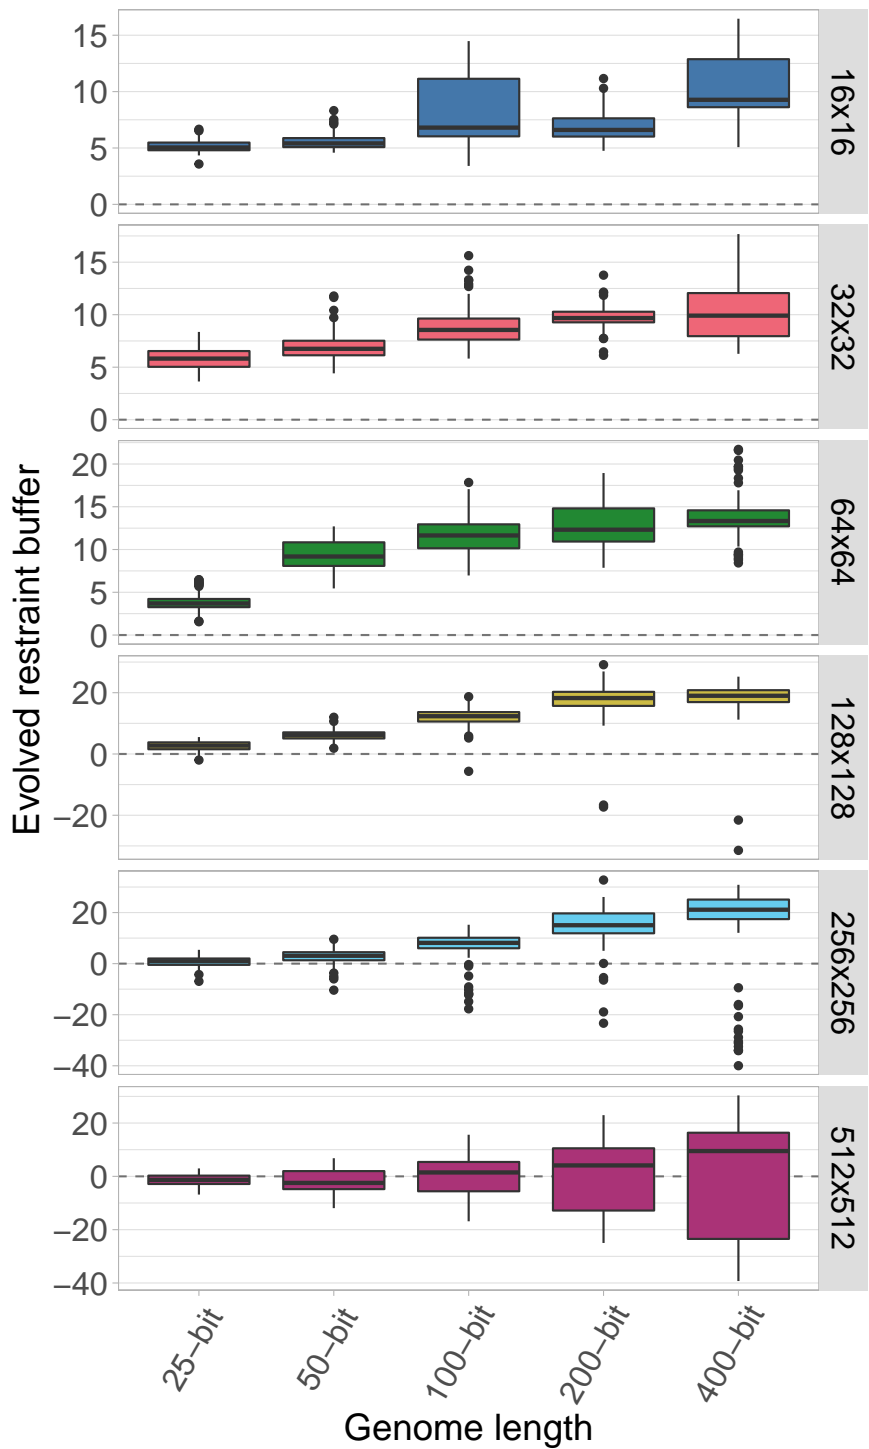 Evolved restraint buffer
15
10
5
0
16x16
15
10
5
0
32x32
20
15
10
5
0
64x64
20
0
−20
128x128
20
0
−20
−40
256x256
20
0
−20
−40
512x512
25−bit
50−bit
100−bit
200−bit
400−bit
Genome length